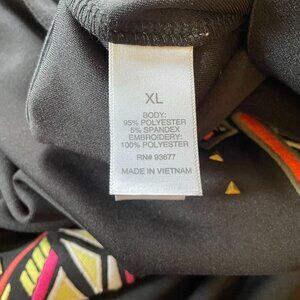 XL
BODY:
95% POLYESTER
5% SPANDEX
EMBROIDERY:
100% POLYESTER
RN# 93677
MADE IN VIETNAM